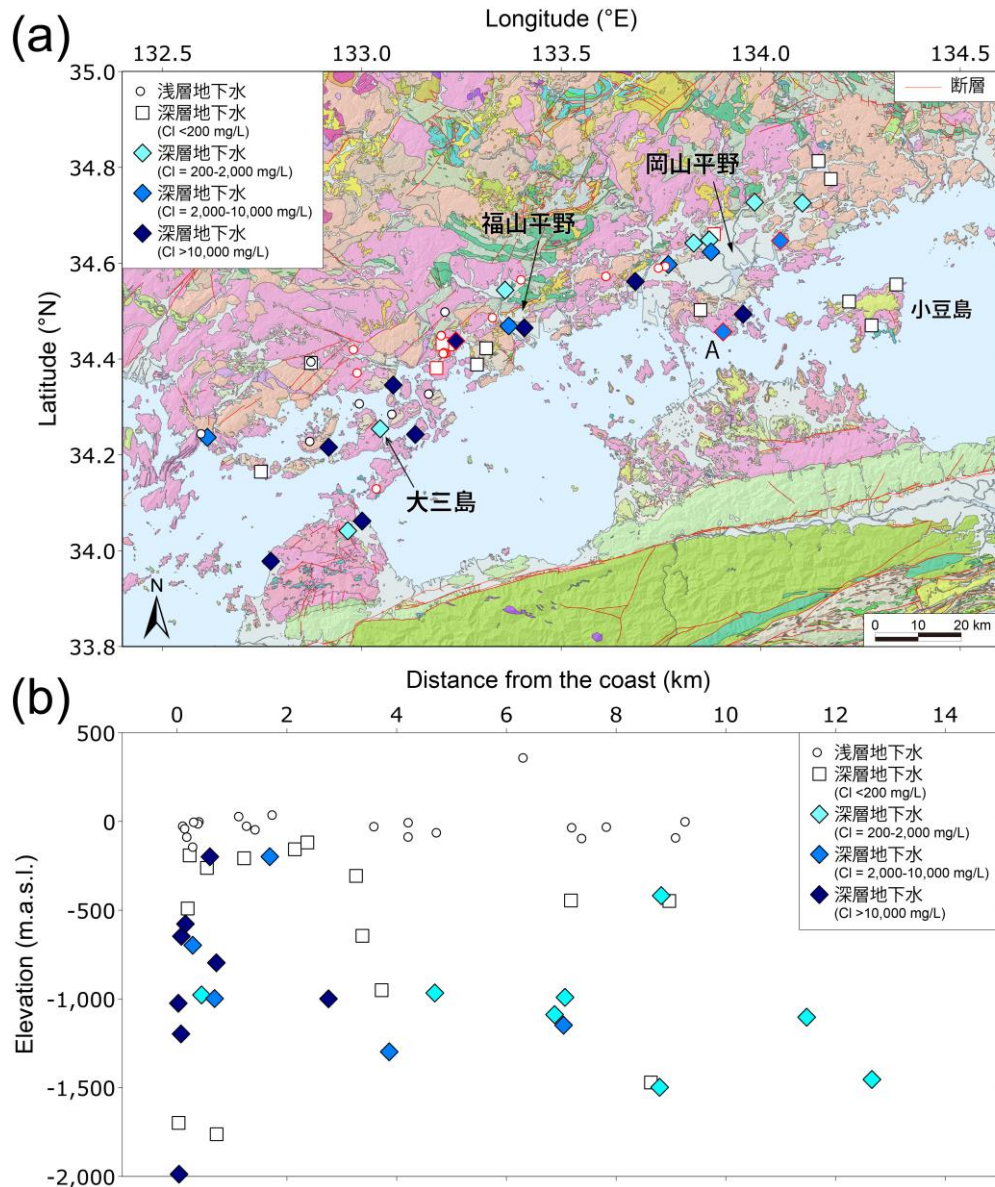 (a)
Longitude (°E)
132.5 133.0 133.5 134.0 134.5
35.0
34.8
34.6
34.4
34.2
34.0
33.8
Latitude (°N)
浅層地下水
深層地下水
(Cl <200 mg/L)
深層地下水
(Cl = 200-2,000 mg/L)
深層地下水
(Cl = 2,000-10,000 mg/L)
深層地下水
(Cl >10,000 mg/L)
断層
岡山平野
福山平野
小豆島
A
大三島
N
0 10 20 km
(b)
Distance from the coast (km)
0 2 4 6 8 10 12 14
500
0
-500
-1,000
-1,500
-2,000
Elevation (m.a.s.l.)
浅層地下水
深層地下水
(Cl <200 mg/L)
深層地下水
(Cl = 200-2,000 mg/L)
深層地下水
(Cl = 2,000-10,000 mg/L)
深層地下水
(Cl >10,000 mg/L)